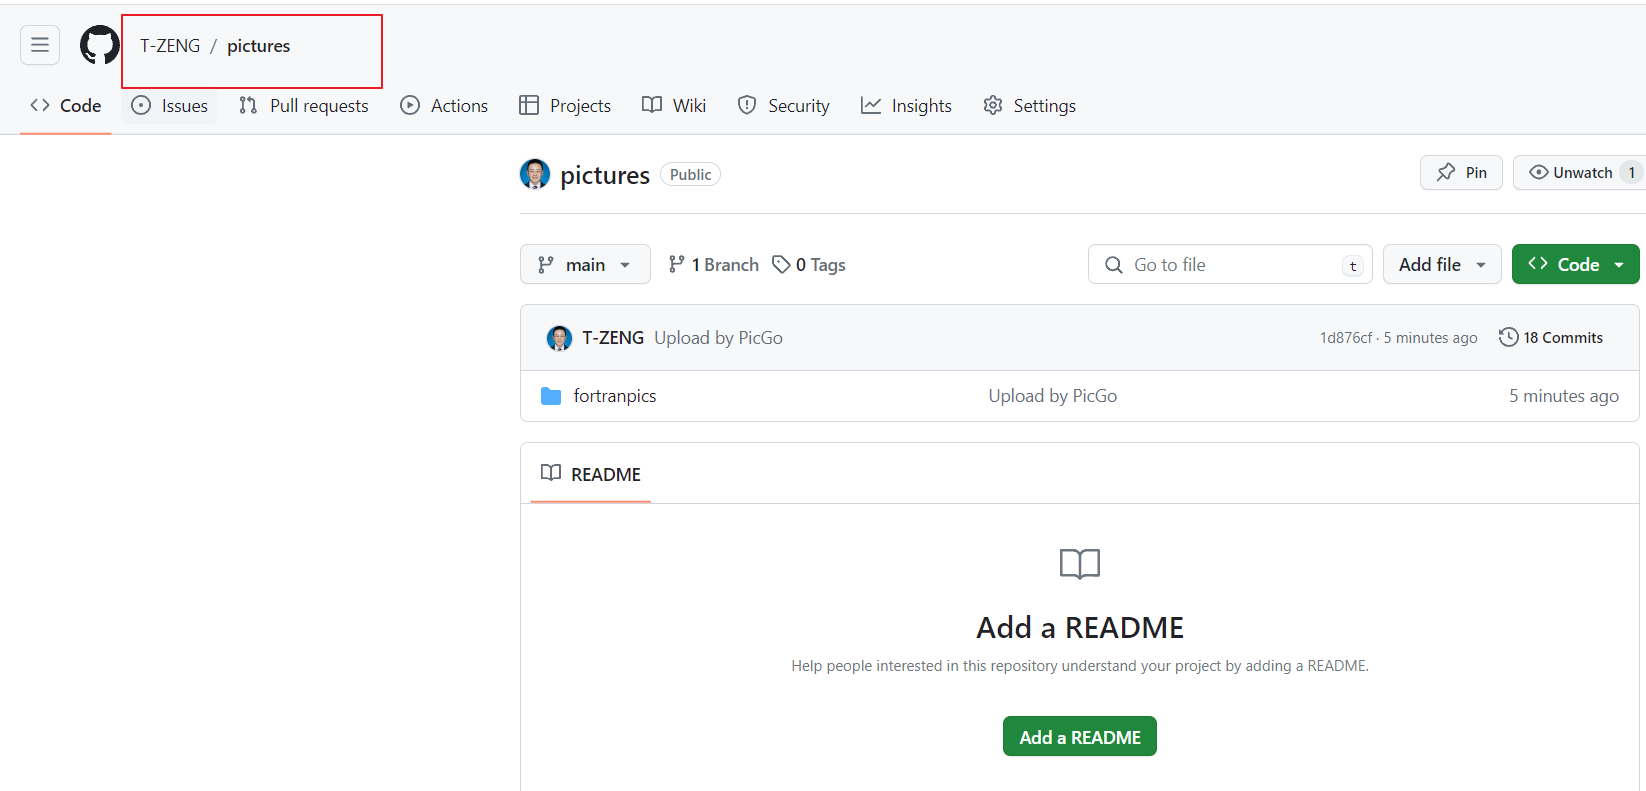 T-ZENG / pictures
Code Issues Pull requests Actions Projects Wiki Security Insights Settings
pictures Public Pin Unwatch 1
main 1 Branch 0 Tags Go to file t Add file Code
T-ZENG Upload by PicGo 1d876cf · 5 minutes ago 18 Commits
fortranpics Upload by PicGo 5 minutes ago
README
Add a README
Help people interested in this repository understand your project by adding a README.
Add a README